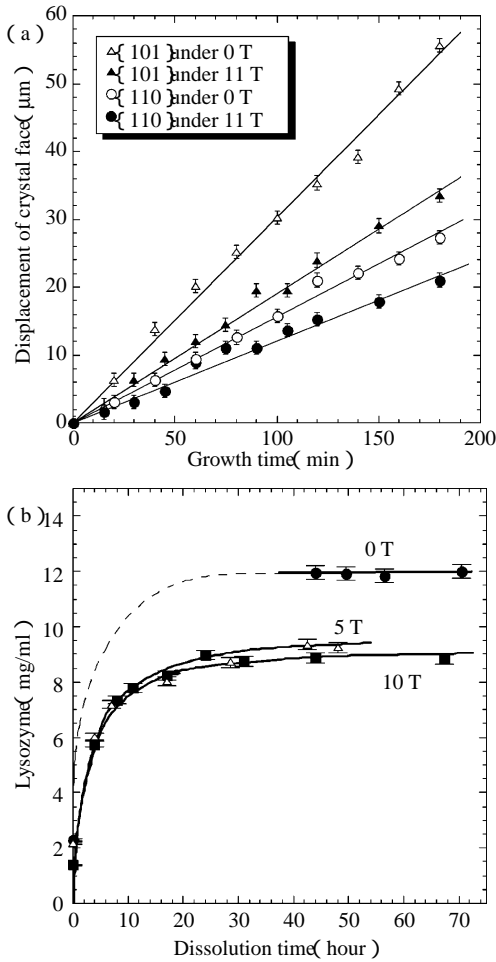 ( a )
{ 101 } under 0 T
{ 101 } under 11 T
{ 110 } under 0 T
{ 110 } under 11 T
Displacement of crystal face( μm )
60
50
40
30
20
10
0
0 50 100 150 200
Growth time( min )
( b )
Lysozyme( mg/ml )
14
12
10
8
6
4
2
0
0 T
5 T
10 T
0 10 20 30 40 50 60 70
Dissolution time( hour )